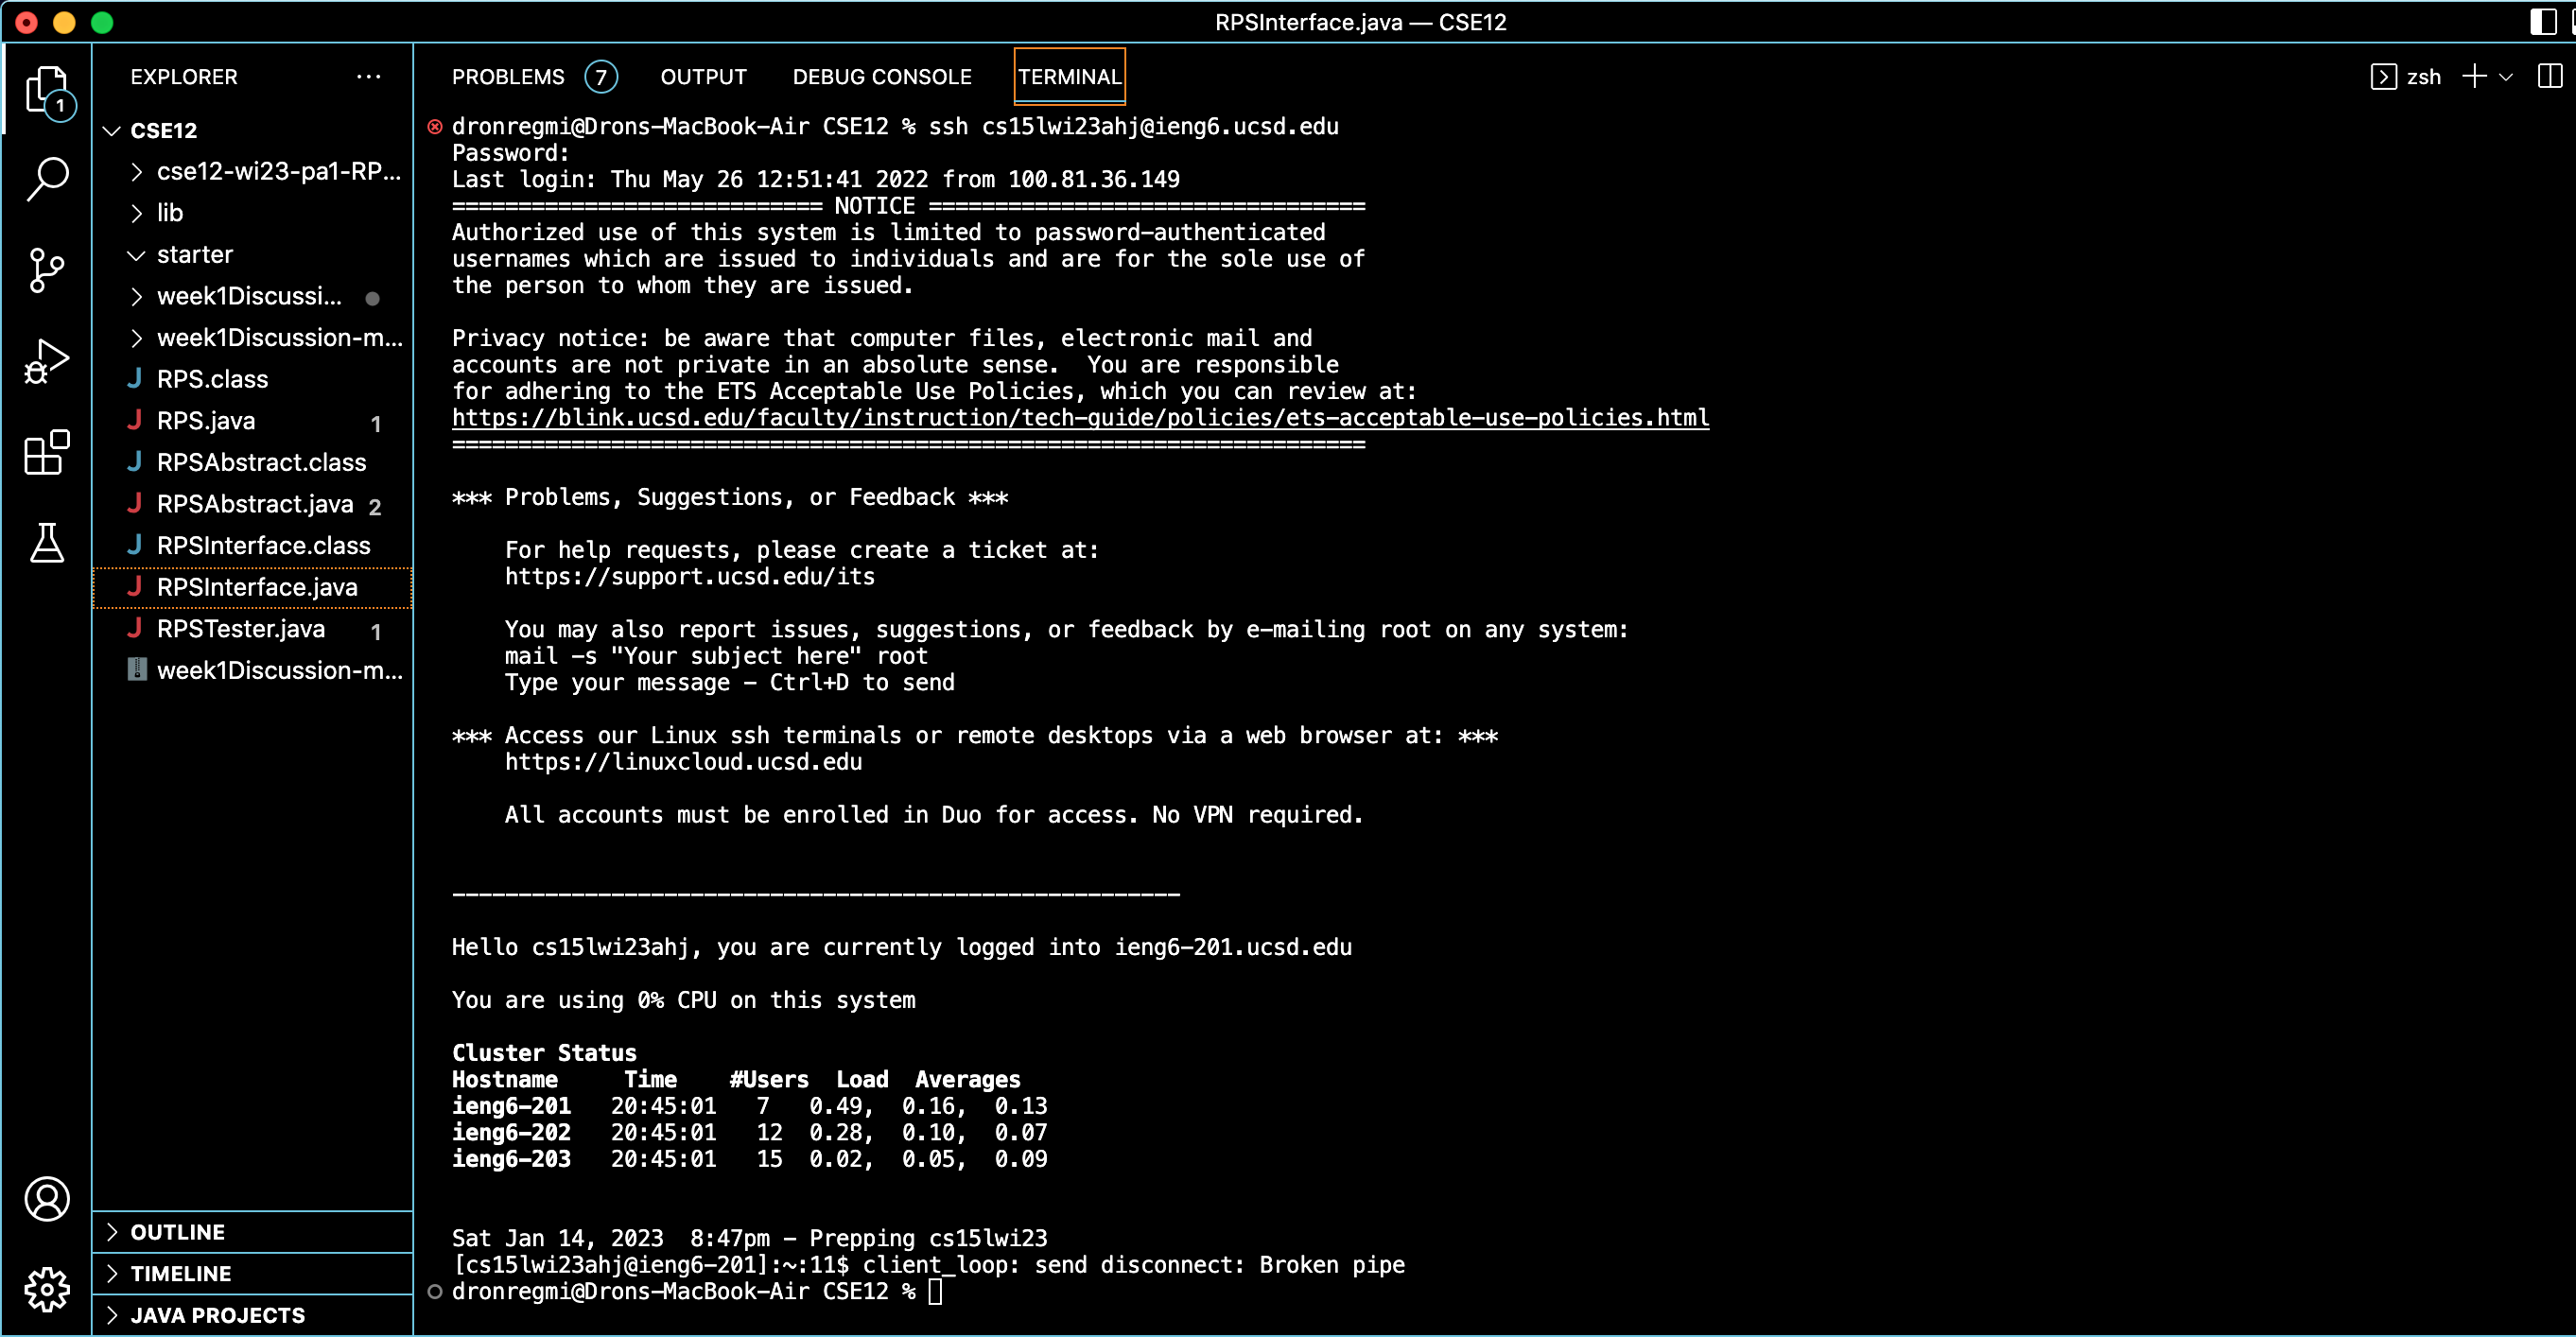 RPSInterface.java — CSE12
EXPLORER
1
CSE12
cse12-wi23-pa1-RP...
lib
starter
week1Discussi...
week1Discussion-m...
RPS.class
RPS.java 1
RPSAbstract.class
RPSAbstract.java 2
RPSInterface.class
RPSInterface.java
RPSTester.java 1
week1Discussion-m...
OUTLINE
TIMELINE
JAVA PROJECTS
PROBLEMS 7 OUTPUT DEBUG CONSOLE TERMINAL
zsh
dronregmi@Drons-MacBook-Air CSE12 % ssh cs15lwi23ahj@ieng6.ucsd.edu
Password:
Last login: Thu May 26 12:51:41 2022 from 100.81.36.149
============================ NOTICE =================================
Authorized use of this system is limited to password-authenticated
usernames which are issued to individuals and are for the sole use of
the person to whom they are issued.
Privacy notice: be aware that computer files, electronic mail and
accounts are not private in an absolute sense.  You are responsible
for adhering to the ETS Acceptable Use Policies, which you can review at:
https://blink.ucsd.edu/faculty/instruction/tech-guide/policies/ets-acceptable-use-policies.html
=====================================================================
*** Problems, Suggestions, or Feedback ***
For help requests, please create a ticket at:
https://support.ucsd.edu/its
You may also report issues, suggestions, or feedback by e-mailing root on any system:
mail -s "Your subject here" root
Type your message - Ctrl+D to send
*** Access our Linux ssh terminals or remote desktops via a web browser at: ***
https://linuxcloud.ucsd.edu
All accounts must be enrolled in Duo for access. No VPN required.
-------------------------------------------------------
Hello cs15lwi23ahj, you are currently logged into ieng6-201.ucsd.edu
You are using 0% CPU on this system
Cluster Status
Hostname     Time    #Users  Load  Averages
ieng6-201   20:45:01   7   0.49,  0.16,  0.13
ieng6-202   20:45:01   12  0.28,  0.10,  0.07
ieng6-203   20:45:01   15  0.02,  0.05,  0.09
Sat Jan 14, 2023  8:47pm - Prepping cs15lwi23
[cs15lwi23ahj@ieng6-201]:~:11$ client_loop: send disconnect: Broken pipe
dronregmi@Drons-MacBook-Air CSE12 %